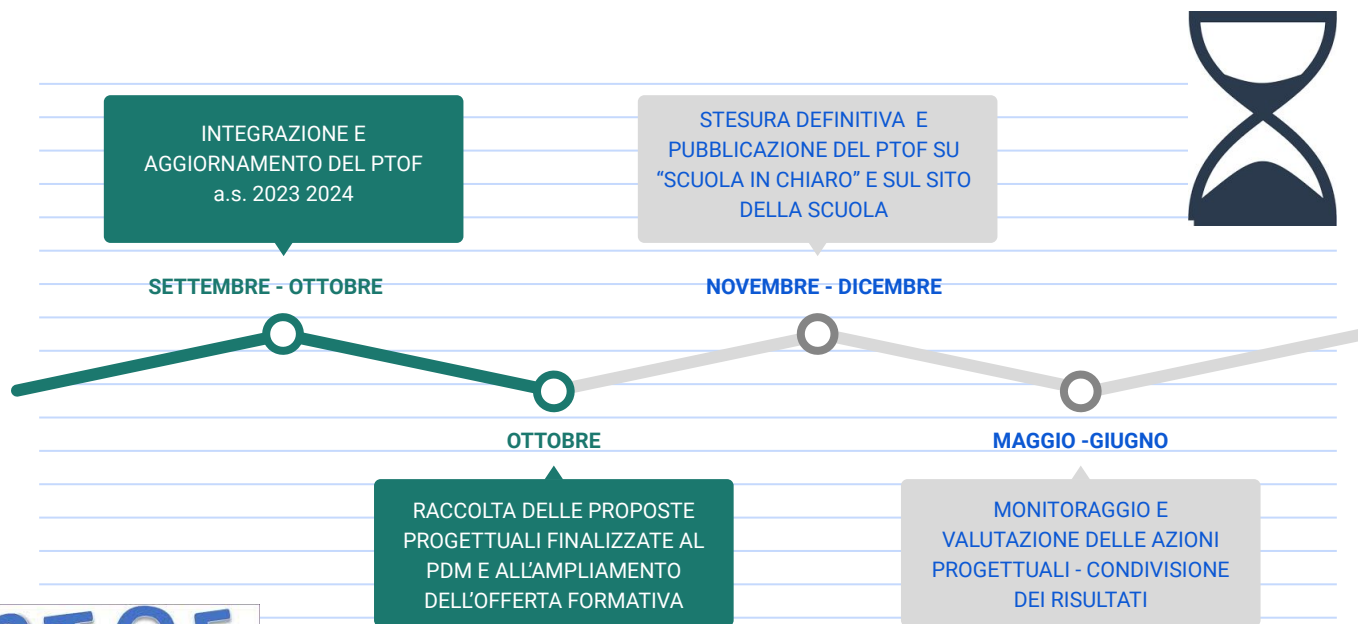 INTEGRAZIONE E
AGGIORNAMENTO DEL PTOF
a.s. 2023 2024
SETTEMBRE - OTTOBRE
STESURA DEFINITIVA E
PUBBLICAZIONE DEL PTOF SU
“SCUOLA IN CHIARO” E SUL SITO
DELLA SCUOLA
NOVEMBRE - DICEMBRE
OTTOBRE
RACCOLTA DELLE PROPOSTE
PROGETTUALI FINALIZZATE AL
PDM E ALL’AMPLIAMENTO
DELL’OFFERTA FORMATIVA
MAGGIO -GIUGNO
MONITORAGGIO E
VALUTAZIONE DELLE AZIONI
PROGETTUALI - CONDIVISIONE
DEI RISULTATI